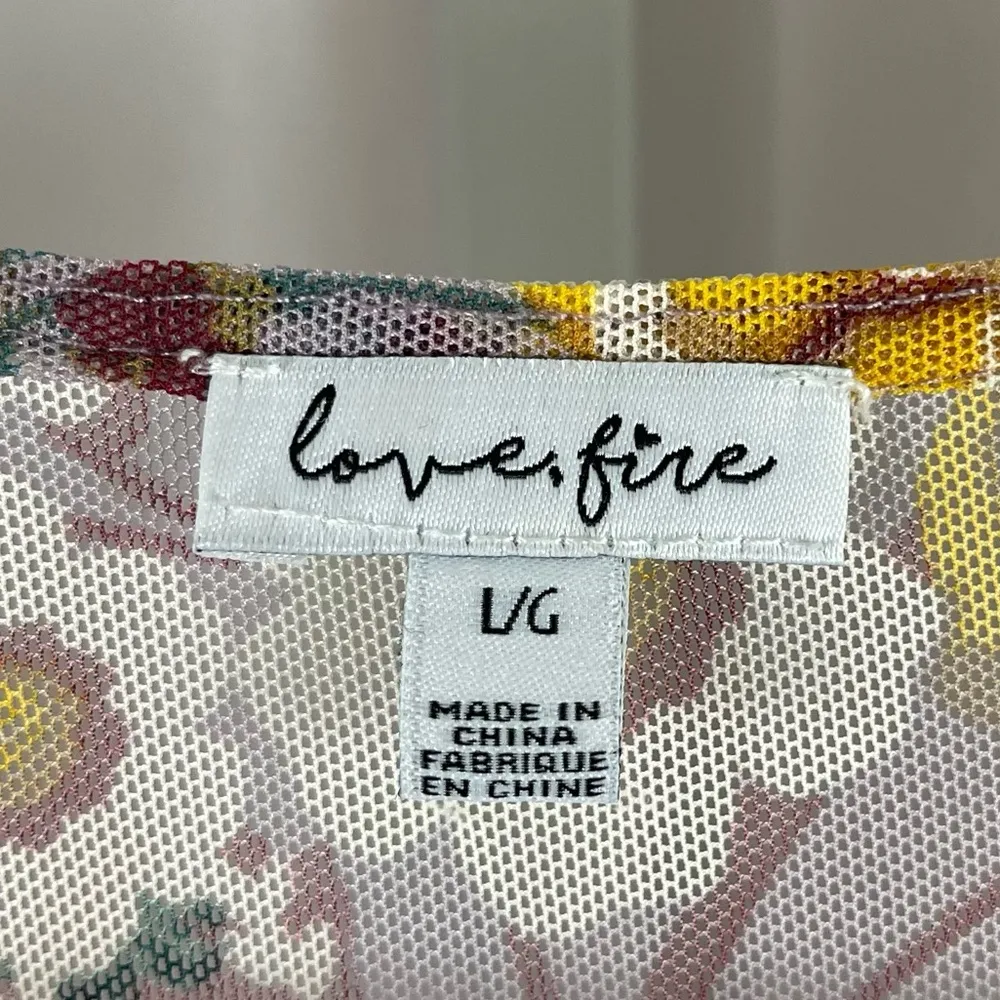 love, fire
L/G
MADE IN
CHINA
FABRIQUE
EN CHINE